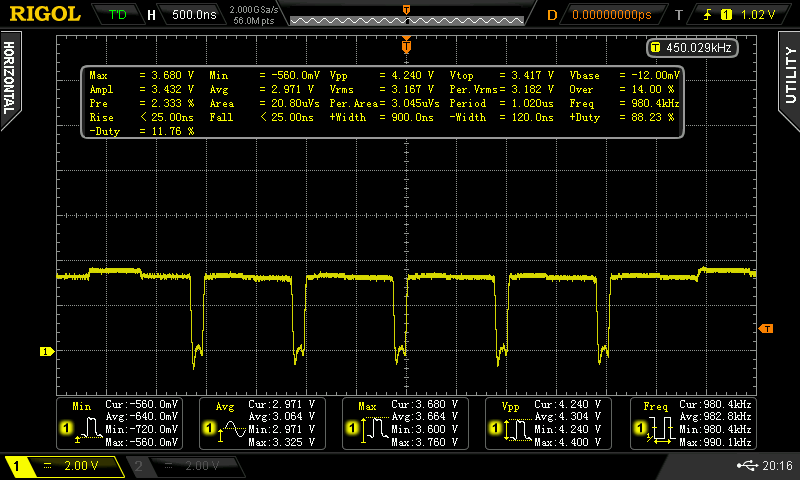 RIGOL T'D H 500.0ns 2.000GSa/s 56.0M pts D 0.00000000ps T 1 1.02 V
T 450.029kHz
HORIZONTAL
UTILITY
Max = 3.680 V Min = -560.0mV Vpp = 4.240 V Vtop = 3.417 V Vbase = -12.00mV
Ampl = 3.432 V Avg = 2.971 V Vrms = 3.167 V Per.Vrms= 3.182 V Over = 14.00 %
Pre = 2.333 % Area = 20.80uVs Per.Area= 3.045uVs Period = 1.020us Freq = 980.4kHz
Rise < 25.00ns Fall < 25.00ns +Width = 900.0ns -Width = 120.0ns +Duty = 88.23 %
-Duty = 11.76 %
T
1
T
Min Cur:-560.0mV
Avg:-640.0mV
1 Min:-720.0mV
Max:-560.0mV
Avg Cur:2.971 V
Avg:3.064 V
1 Min:2.971 V
Max:3.325 V
Max Cur:3.680 V
Avg:3.664 V
1 Min:3.600 V
Max:3.760 V
Vpp Cur:4.240 V
Avg:4.304 V
1 Min:4.240 V
Max:4.400 V
Freq Cur:980.4kHz
Avg:982.8kHz
1 Min:980.4kHz
Max:990.1kHz
1 2.00 V 2 2.00 V 20:16